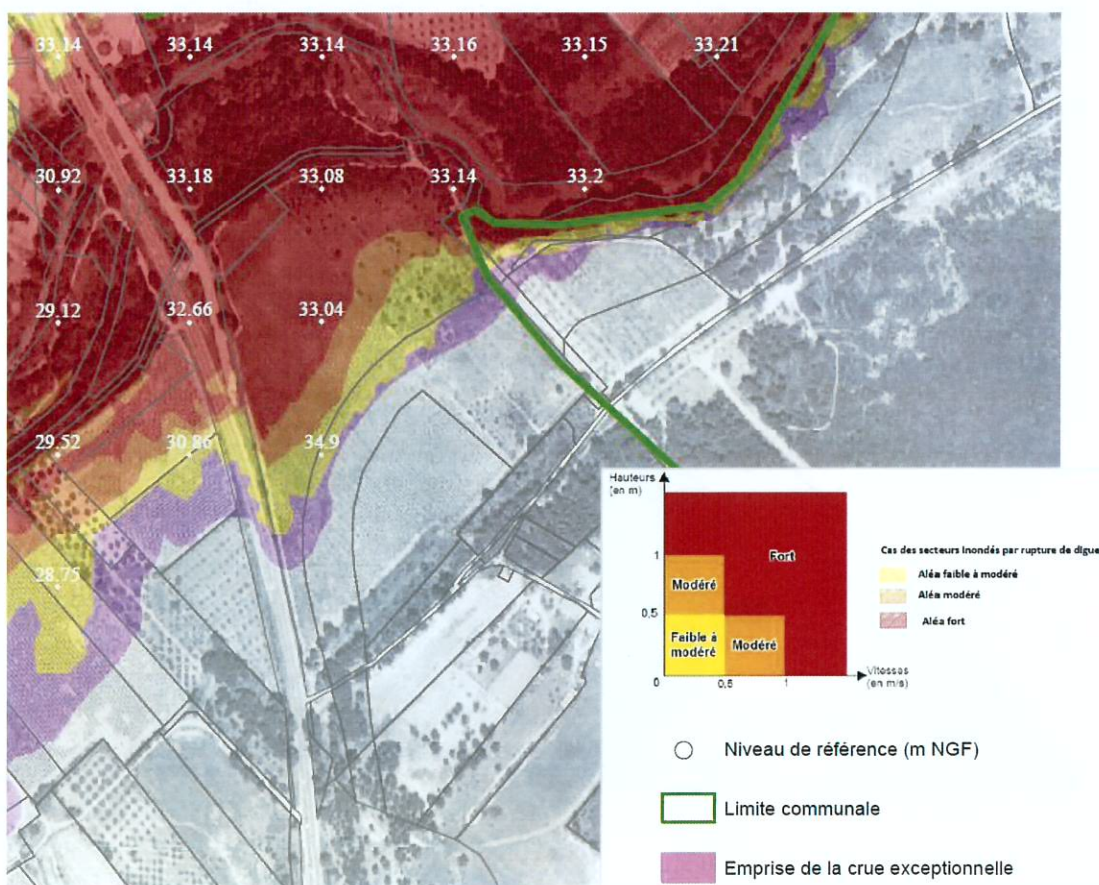 33.14 33.14 33.14 33.16 33.15 33.21
30.92 33.18 33.08 33.14 33.2
29.12 32.66 33.04
29.52 30.86 34.9
28.75
Hauteurs
(en m)
1
0,5
0
0,5
1
Fort
Modéré
Faible à
modéré
Modéré
Vitesses
(en m/s)
Cas des secteurs inondés par rupture de digue
Aléa faible à modéré
Aléa modéré
Aléa fort
Niveau de référence (m NGF)
Limite communale
Emprise de la crue exceptionnelle